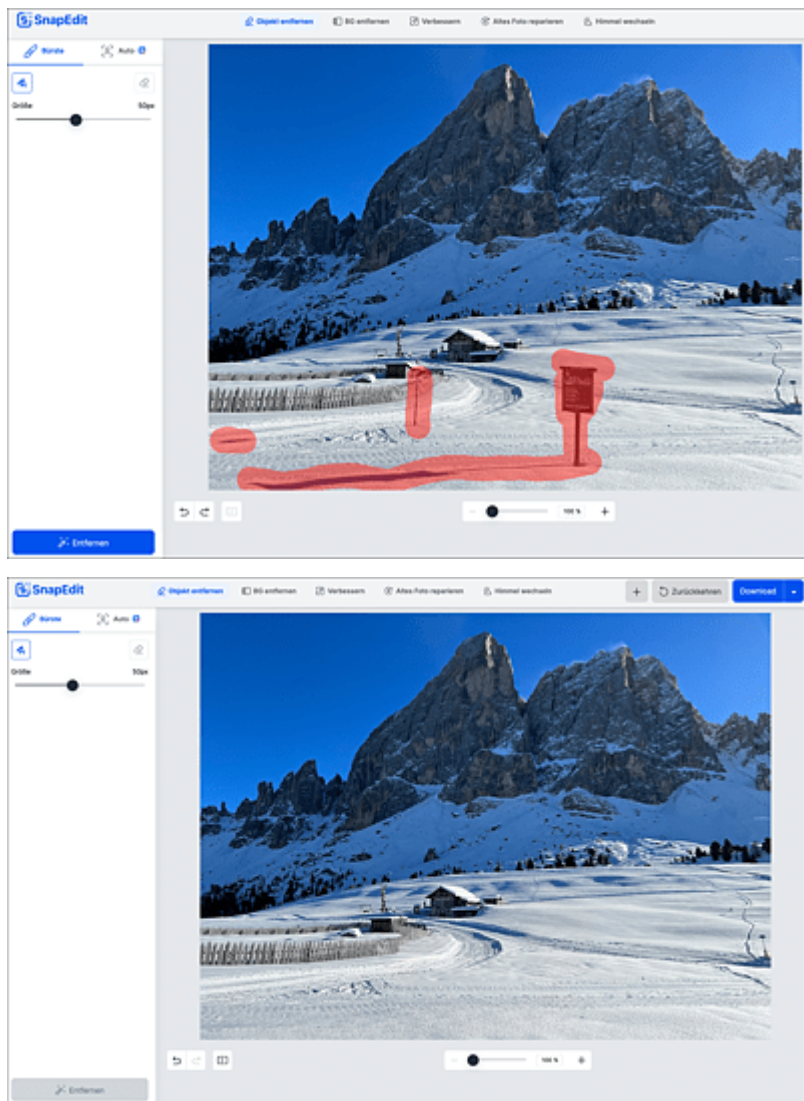 SnapEdit
Objekt entfernen
BG entfernen
Verbessern
Altes Foto reparieren
Himmel wechseln
Bürste
Auto
Größe
50px
100 %
Entfernen
SnapEdit
Objekt entfernen
BG entfernen
Verbessern
Altes Foto reparieren
Himmel wechseln
Zurückkehren
Download
Bürste
Auto
Größe
50px
100 %
Entfernen